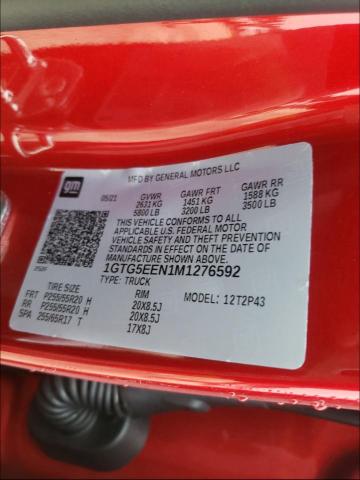 MFD BY GENERAL MOTORS LLC
gm
05/21 GVWR GAWR FRT GAWR RR
2631 KG 1451 KG 1588 KG
5800 LB 3200 LB 3500 LB
THIS VEHICLE CONFORMS TO ALL
APPLICABLE U.S. FEDERAL MOTOR
VEHICLE SAFETY AND THEFT PREVENTION
STANDARDS IN EFFECT ON THE DATE OF
MANUFACTURE SHOWN ABOVE.
1GTG5EEN1M1276592
TYPE: TRUCK
TIRE SIZE RIM MODEL: 12T2P43
FRT P255/55R20 H 20X8.5J
RR P255/55R20 H 20X8.5J
SPA 255/65R17 T 17X8J